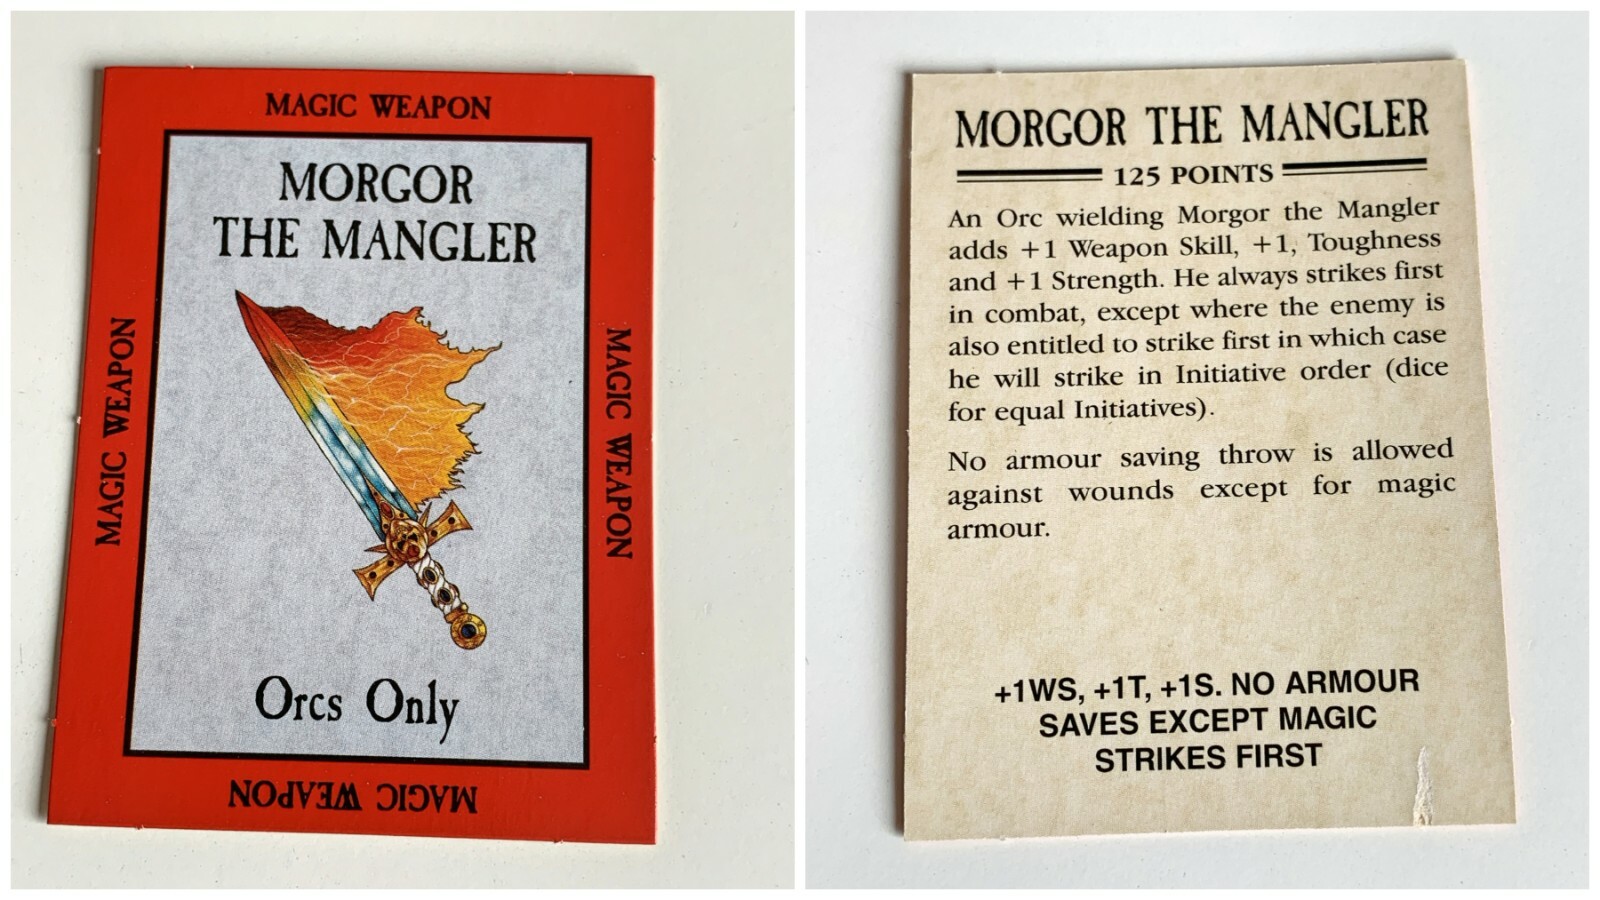 MAGIC WEAPON
MORGOR
THE MANGLER
MAGIC WEAPON
MAGIC WEAPON
Orcs Only
MAGIC WEAPON
MORGOR THE MANGLER
125 POINTS
An Orc wielding Morgor the Mangler
adds +1 Weapon Skill, +1, Toughness
and +1 Strength. He always strikes first
in combat, except where the enemy is
also entitled to strike first in which case
he will strike in Initiative order (dice
for equal Initiatives).
No armour saving throw is allowed
against wounds except for magic
armour.
+1WS, +1T, +1S. NO ARMOUR
SAVES EXCEPT MAGIC
STRIKES FIRST